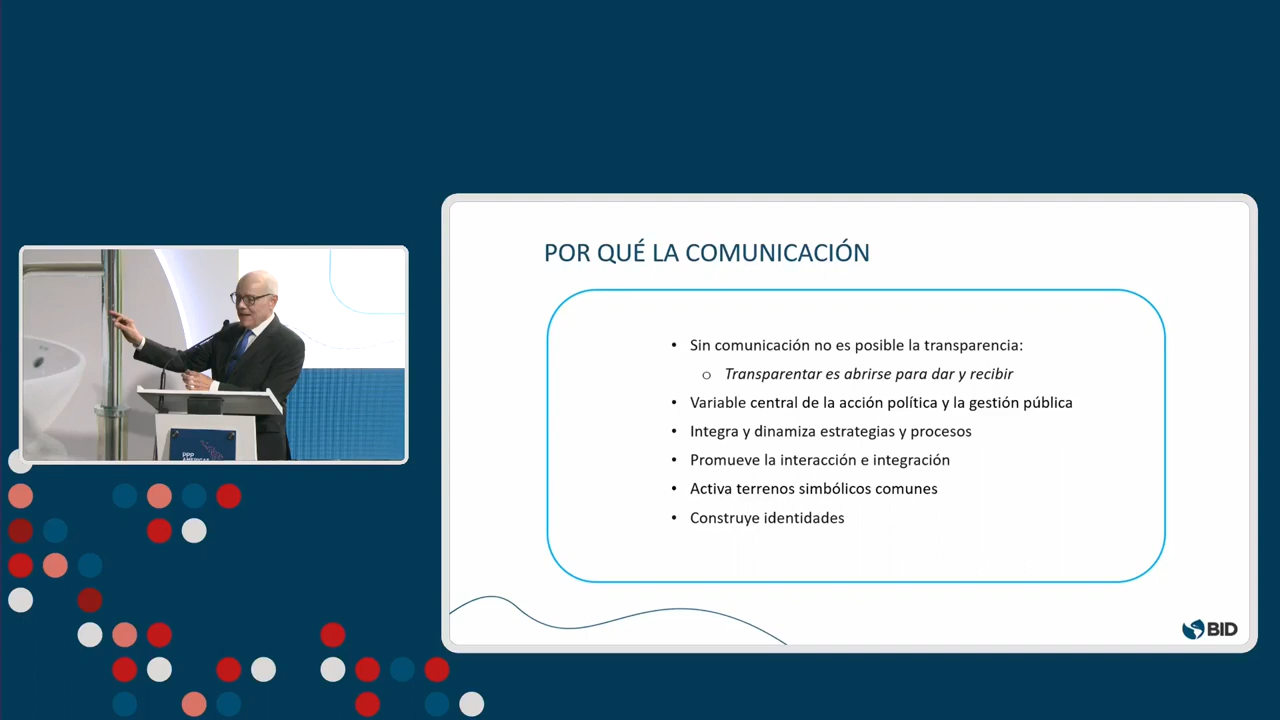 POR QUÉ LA COMUNICACIÓN
• Sin comunicación no es posible la transparencia:
o Transparentar es abrirse para dar y recibir
• Variable central de la acción política y la gestión pública
• Integra y dinamiza estrategias y procesos
• Promueve la interacción e integración
• Activa terrenos simbólicos comunes
• Construye identidades
BID
PPP
AMERICAS